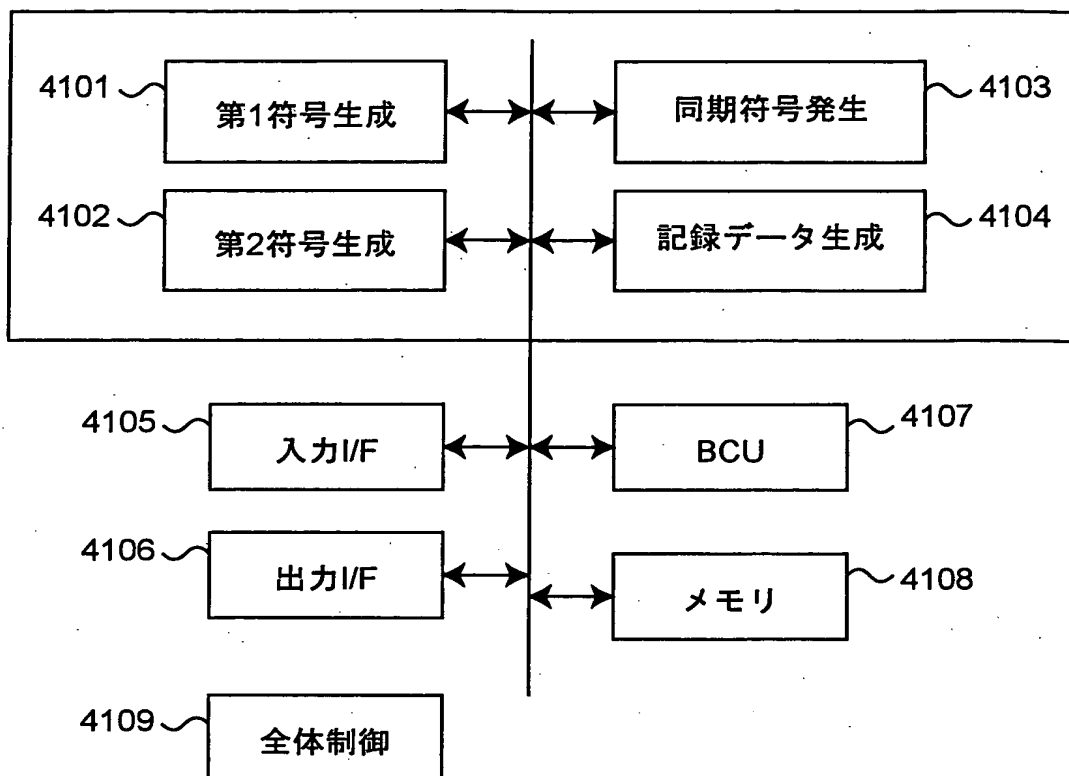 4101
第1符号生成
同期符号発生
4103
4102
第2符号生成
記録データ生成
4104
4105
入力I/F
BCU
4107
4106
出力I/F
メモリ
4108
4109
全体制御